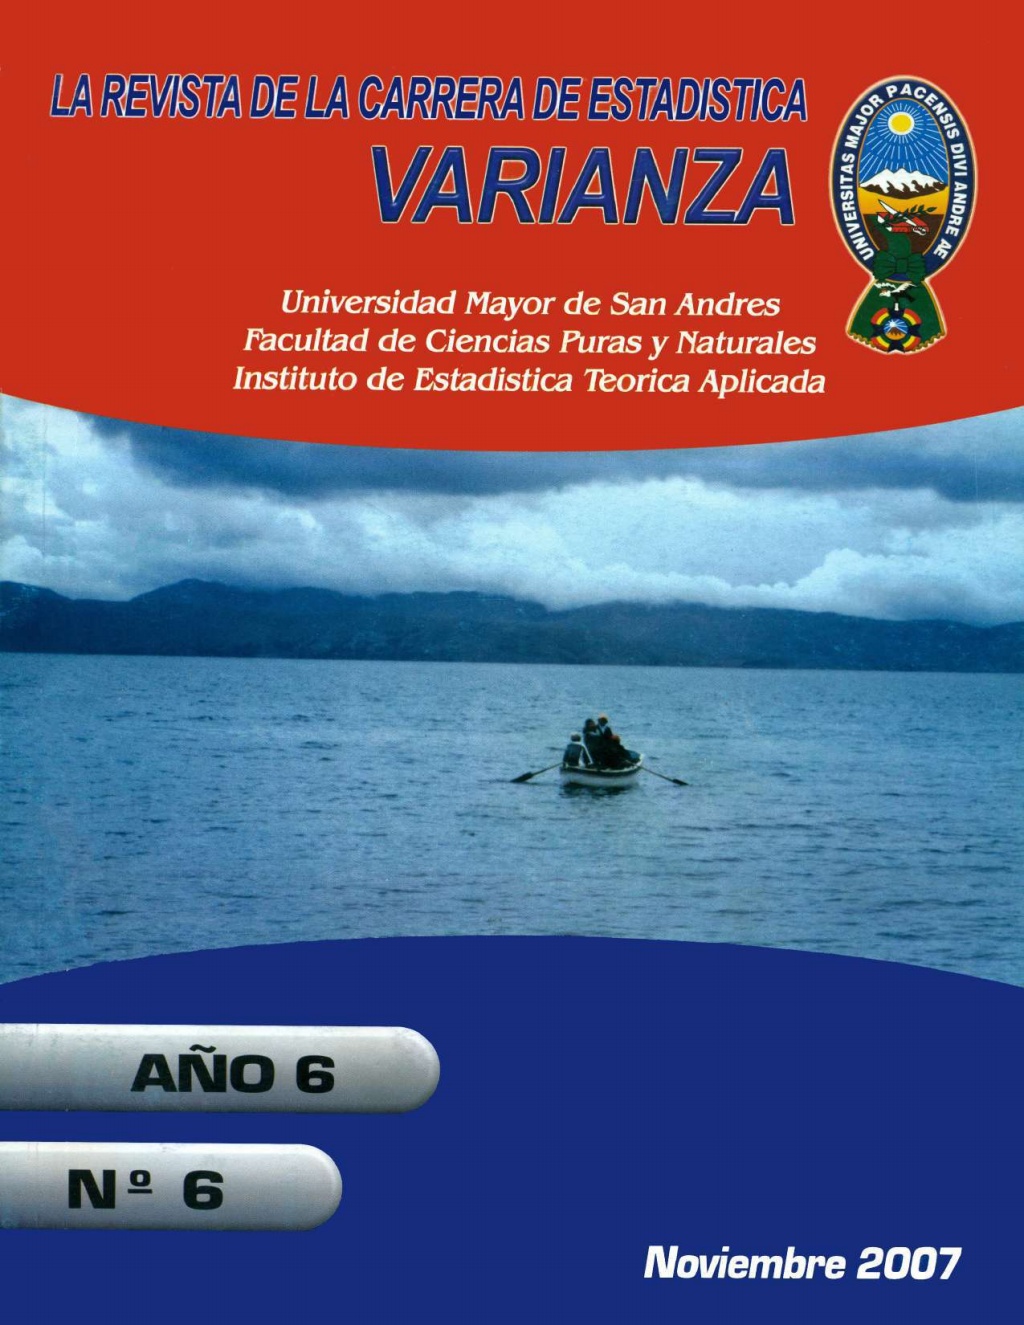 LA REVISTA DE LA CARRERA DE ESTADISTICA
VARIANZA
UNIVERSITAS MAJOR PACENSIS DIVI ANDRE AE
Universidad Mayor de San Andres
Facultad de Ciencias Puras y Naturales
Instituto de Estadistica Teorica Aplicada
AÑO 6
Nº 6
Noviembre 2007